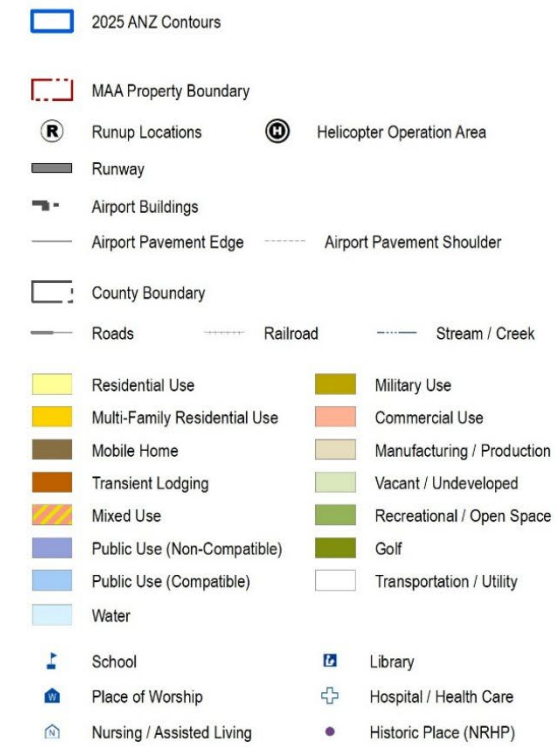 2025 ANZ Contours
MAA Property Boundary
R Runup Locations H Helicopter Operation Area
Runway
Airport Buildings
Airport Pavement Edge Airport Pavement Shoulder
County Boundary
Roads Railroad Stream / Creek
Residential Use Military Use
Multi-Family Residential Use Commercial Use
Mobile Home Manufacturing / Production
Transient Lodging Vacant / Undeveloped
Mixed Use Recreational / Open Space
Public Use (Non-Compatible) Golf
Public Use (Compatible) Transportation / Utility
Water
School Library
W Place of Worship Hospital / Health Care
N Nursing / Assisted Living Historic Place (NRHP)